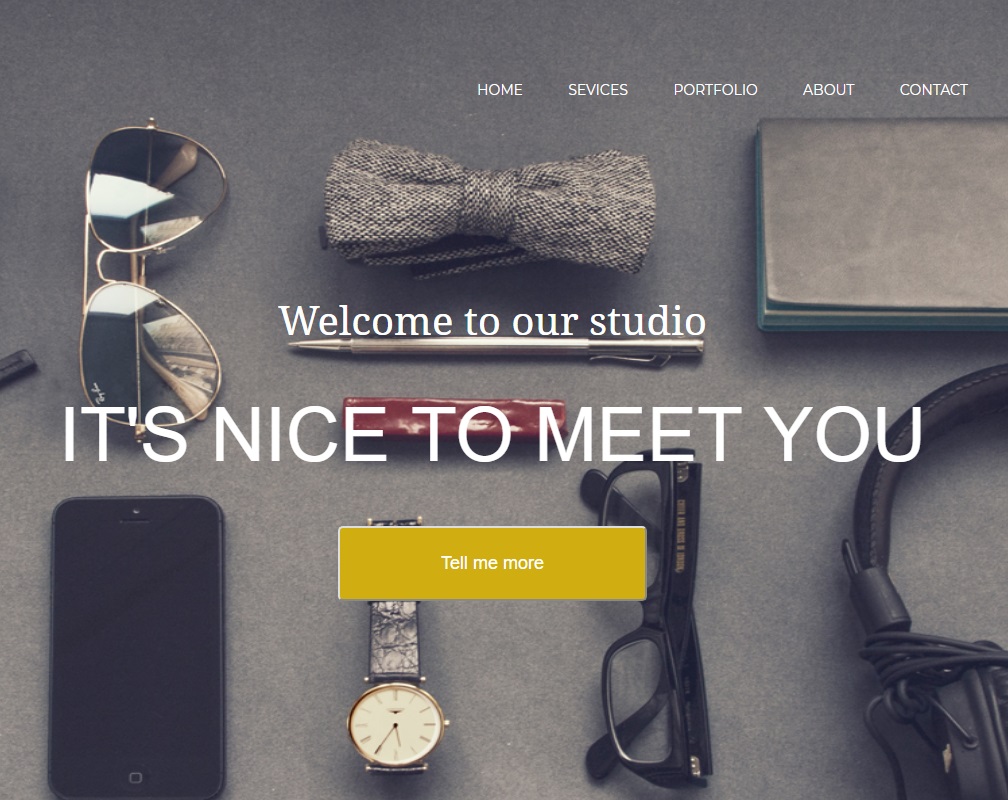 HOME SEVICES PORTFOLIO ABOUT CONTACT
Welcome to our studio
IT'S NICE TO MEET YOU
Tell me more